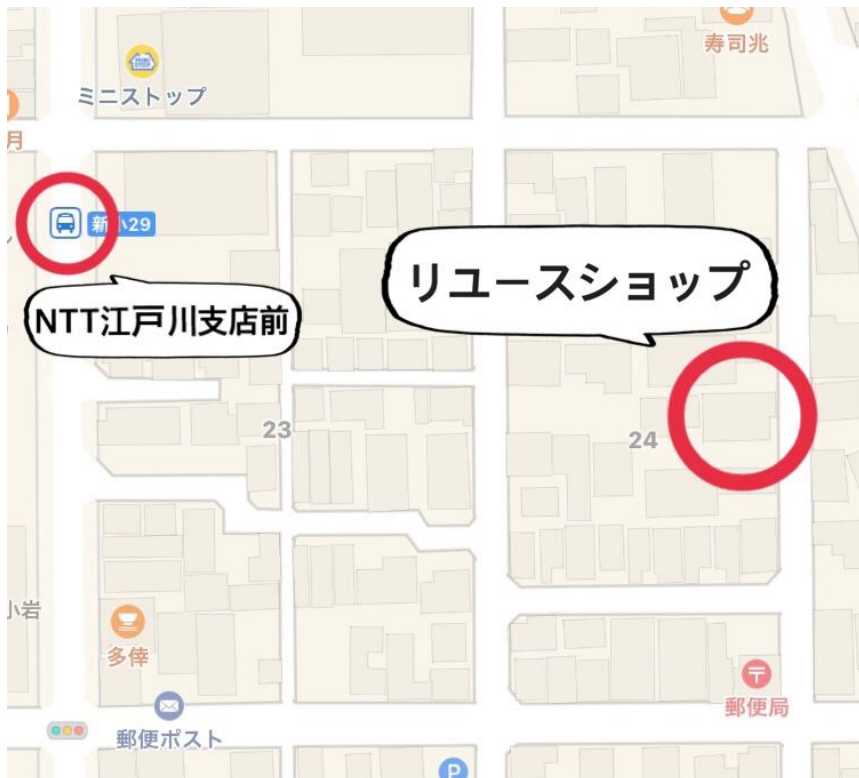 寿司兆
ミニストップ
月
新小29
リユースショップ
NTT江戸川支店前
23
24
小岩
多倖
〒
郵便局
郵便ポスト
P